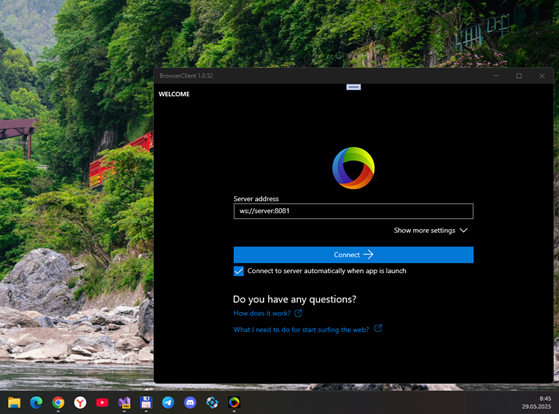 BrowserClient 1.0.52
WELCOME
Server address
ws://server:8081
Show more settings
Connect
Connect to server automatically when app is launch
Do you have any questions?
How does it work?
What I need to do for start surfing the web?
8:45
29.05.2025